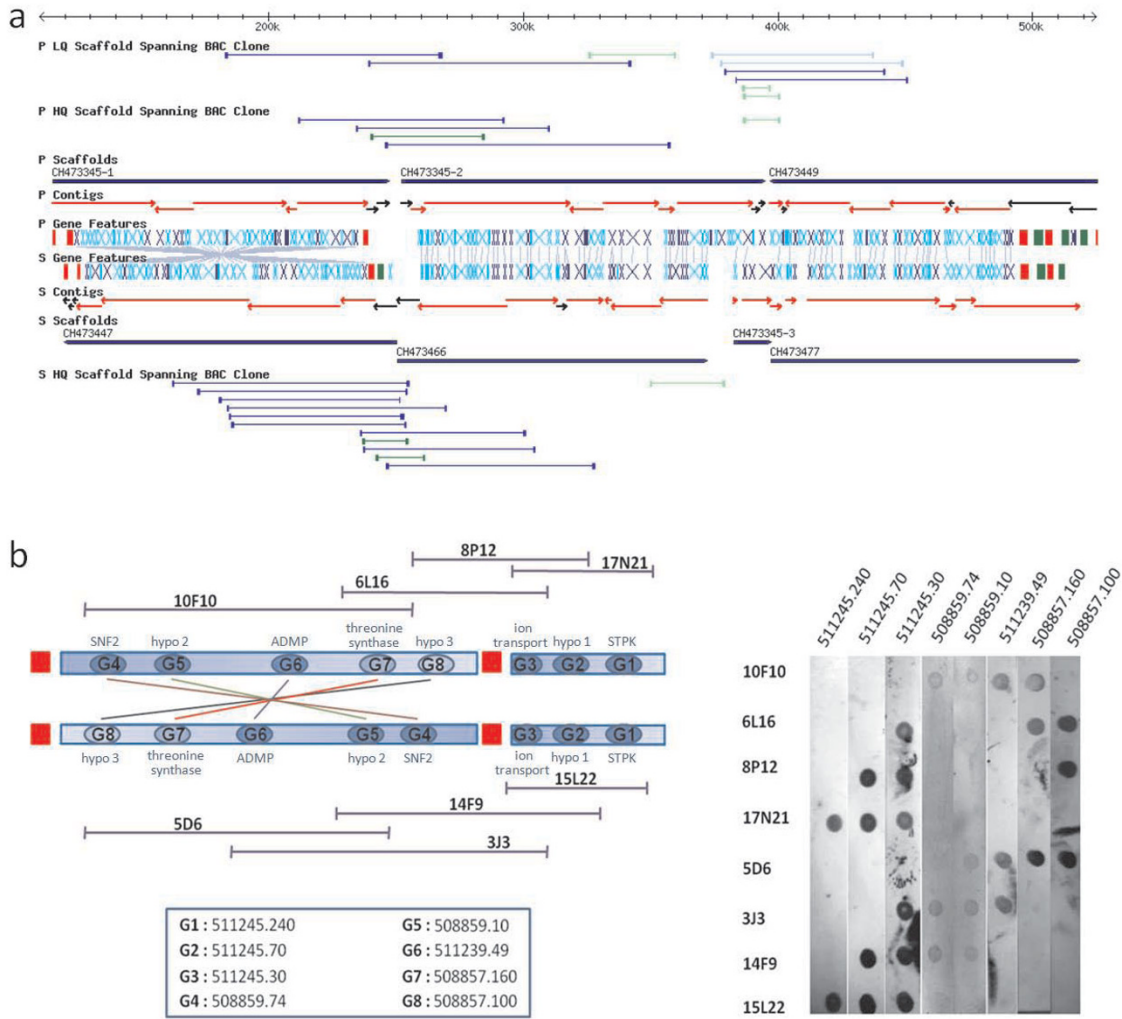 a
200k 300k 400k 500k
P LQ Scaffold Spanning BAC Clone
P HQ Scaffold Spanning BAC Clone
P Scaffolds
CH473345-1 CH473345-2 CH473449
P Contigs
P Gene Features
S Gene Features
S Contigs
S Scaffolds
CH473447 CH473345-3
CH473466 CH473477
S HQ Scaffold Spanning BAC Clone
b
8P12
17N21
6L16
10F10
SNF2 hypo 2 ADMP threonine synthase hypo 3 ion transport hypo 1 STPK
G4 G5 G6 G7 G8 G3 G2 G1
G8 G7 G6 G5 G4 G3 G2 G1
hypo 3 threonine synthase ADMP hypo 2 SNF2 ion transport hypo 1 STPK
15L22
14F9
5D6
3J3
G1 : 511245.240 G5 : 508859.10
G2 : 511245.70 G6 : 511239.49
G3 : 511245.30 G7 : 508857.160
G4 : 508859.74 G8 : 508857.100
511245.240
511245.70
511245.30
508859.74
508859.10
511239.49
508857.160
508857.100
10F10
6L16
8P12
17N21
5D6
3J3
14F9
15L22